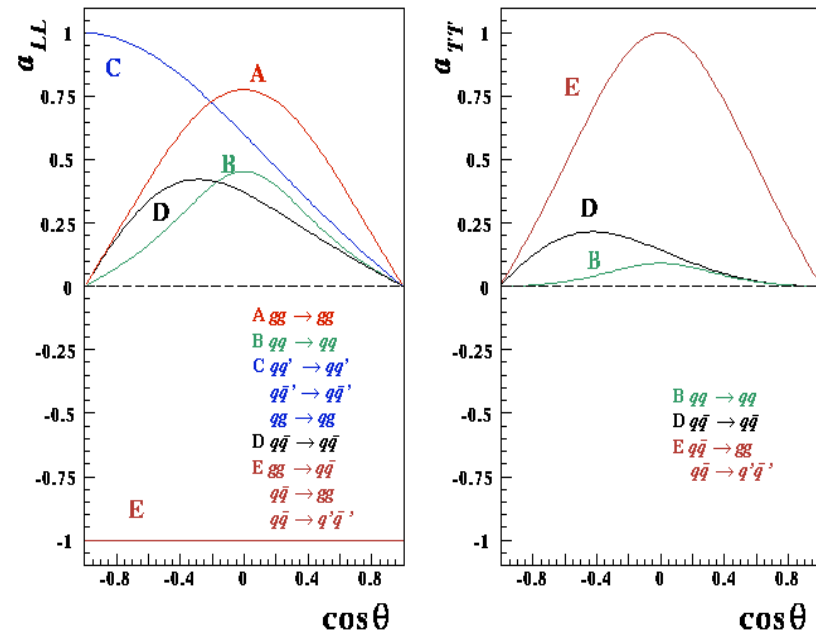 a_LL
1
0.75
0.5
0.25
0
-0.25
-0.5
-0.75
-1
C
A
B
D
E
A gg → gg
B qq → qq
C qq' → qq'
qq̄' → qq̄'
qg → qg
D qq̄ → qq̄
E gg → qq̄
qq̄ → gg
qq̄ → q'q̄'
-0.8 -0.4 0 0.4 0.8
cosθ
a_TT
1
0.75
0.5
0.25
0
-0.25
-0.5
-0.75
-1
E
D
B
B qq → qq
D qq̄ → qq̄
E qq̄ → gg
qq̄ → q'q̄'
-0.8 -0.4 0 0.4 0.8
cosθ